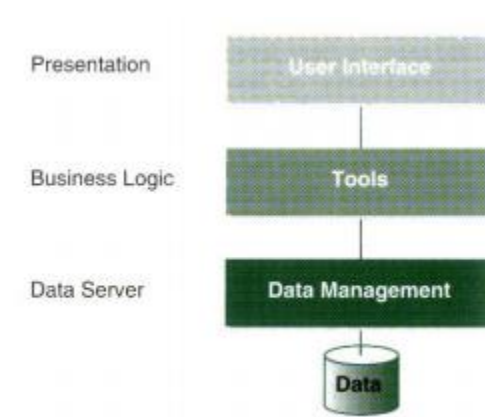 Presentation
User Interface
Business Logic
Tools
Data Server
Data Management
Data